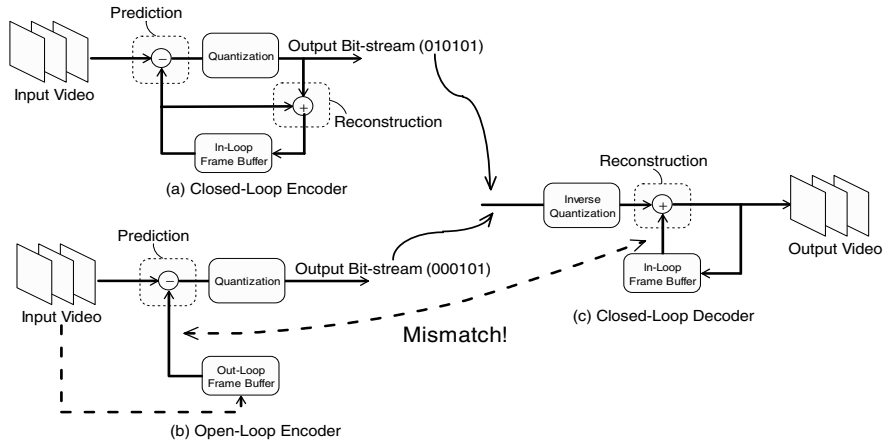 Prediction
Input Video
Quantization
Output Bit-stream (010101)
Reconstruction
In-Loop
Frame Buffer
(a) Closed-Loop Encoder
Prediction
Input Video
Quantization
Output Bit-stream (000101)
Out-Loop
Frame Buffer
(b) Open-Loop Encoder
Mismatch!
Inverse
Quantization
Reconstruction
In-Loop
Frame Buffer
Output Video
(c) Closed-Loop Decoder